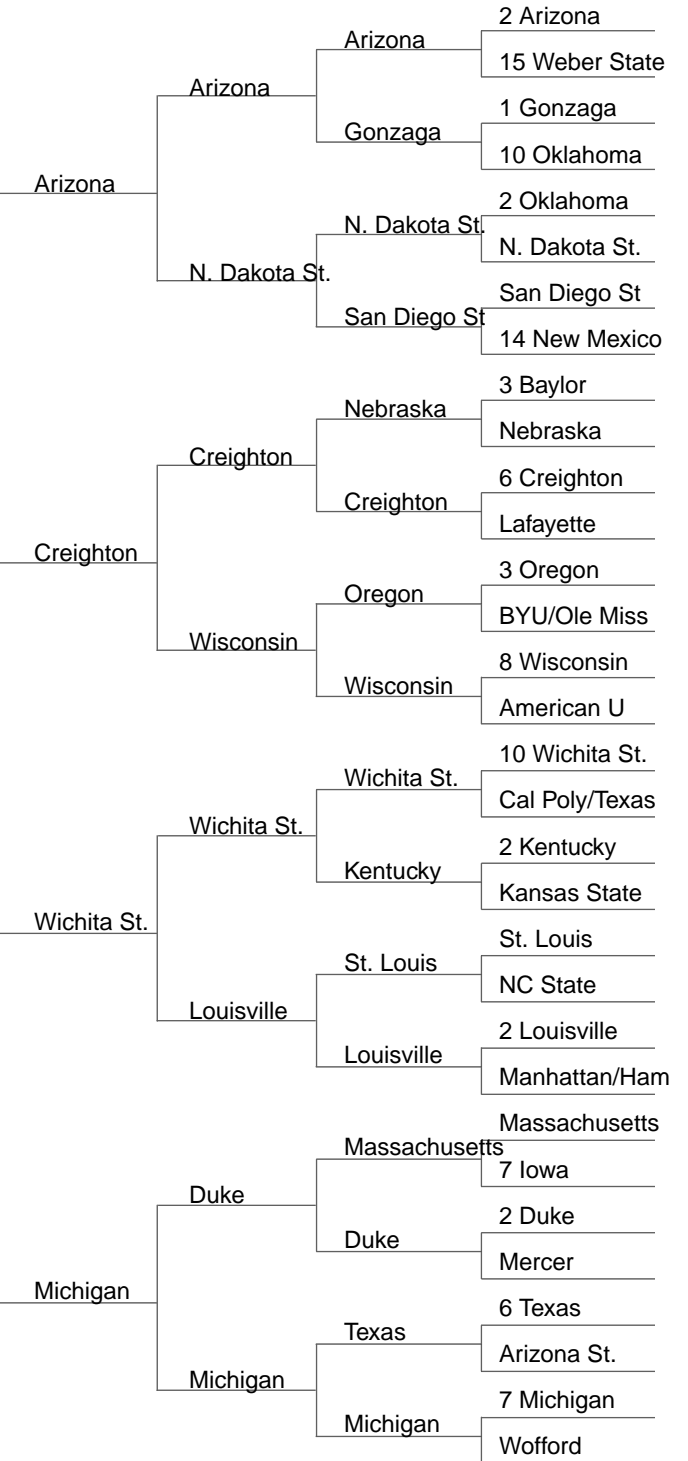 2 Arizona
Arizona
15 Weber State
Arizona
1 Gonzaga
Gonzaga
10 Oklahoma
Arizona
2 Oklahoma
N. Dakota St.
N. Dakota St.
N. Dakota St.
San Diego St
San Diego St
14 New Mexico
3 Baylor
Nebraska
Nebraska
Creighton
6 Creighton
Creighton
Lafayette
Creighton
3 Oregon
Oregon
BYU/Ole Miss
Wisconsin
8 Wisconsin
Wisconsin
American U
10 Wichita St.
Wichita St.
Cal Poly/Texas
Wichita St.
2 Kentucky
Kentucky
Kansas State
Wichita St.
St. Louis
St. Louis
NC State
Louisville
2 Louisville
Louisville
Manhattan/Ham
Massachusetts
Massachusetts
7 Iowa
Duke
2 Duke
Duke
Mercer
Michigan
6 Texas
Texas
Arizona St.
Michigan
7 Michigan
Michigan
Wofford